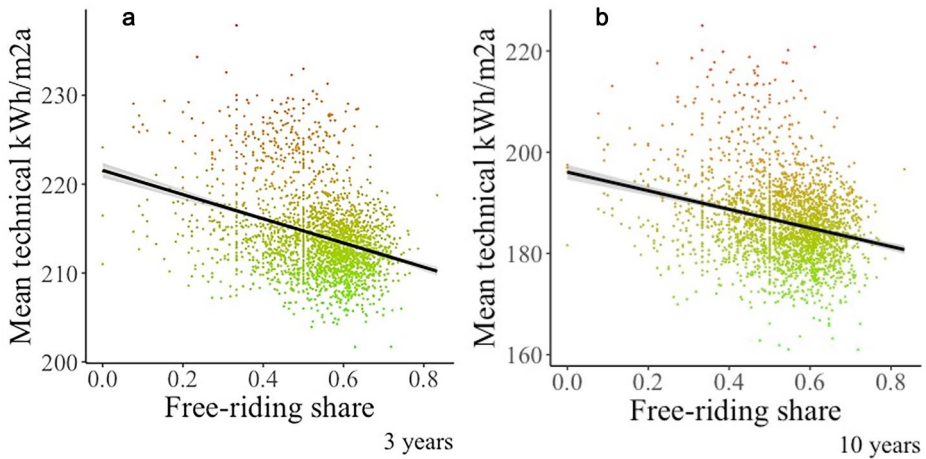 a
Mean technical kWh/m2a
230
220
210
200
0.0 0.2 0.4 0.6 0.8
Free-riding share
3 years
b
Mean technical kWh/m2a
220
200
180
160
0.0 0.2 0.4 0.6 0.8
Free-riding share
10 years